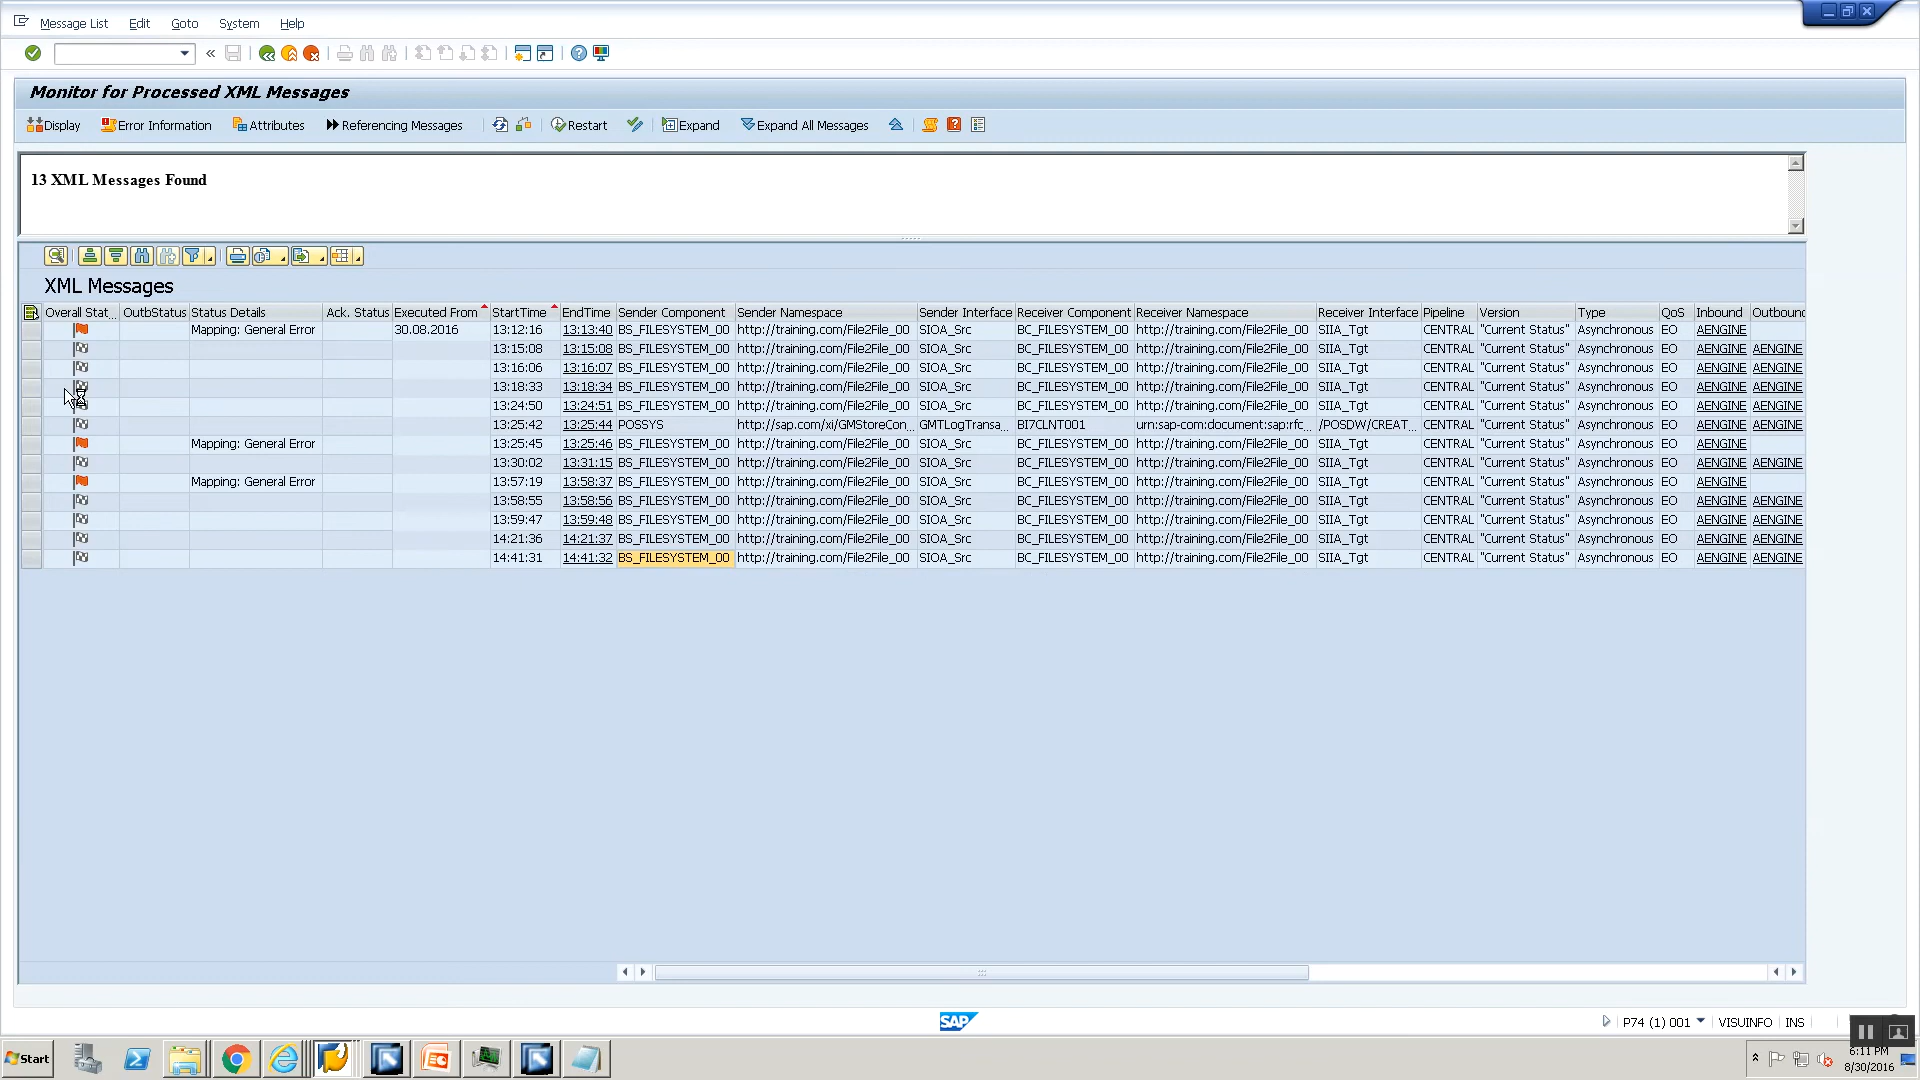 Message List Edit Goto System Help
Monitor for Processed XML Messages
Display Error Information Attributes Referencing Messages Restart Expand Expand All Messages
13 XML Messages Found
XML Messages
Overall Stat... OutbStatus Status Details Ack. Status Executed From StartTime EndTime Sender Component Sender Namespace Sender Interface Receiver Component Receiver Namespace Receiver Interface Pipeline Version Type QoS Inbound Outbound
Mapping: General Error 30.08.2016 13:12:16 13:13:40 BS_FILESYSTEM_00 http://training.com/File2File_00 SIOA_Src BC_FILESYSTEM_00 http://training.com/File2File_00 SIIA_Tgt CENTRAL "Current Status" Asynchronous EO AENGINE
13:15:08 13:15:08 BS_FILESYSTEM_00 http://training.com/File2File_00 SIOA_Src BC_FILESYSTEM_00 http://training.com/File2File_00 SIIA_Tgt CENTRAL "Current Status" Asynchronous EO AENGINE AENGINE
13:16:06 13:16:07 BS_FILESYSTEM_00 http://training.com/File2File_00 SIOA_Src BC_FILESYSTEM_00 http://training.com/File2File_00 SIIA_Tgt CENTRAL "Current Status" Asynchronous EO AENGINE AENGINE
13:18:33 13:18:34 BS_FILESYSTEM_00 http://training.com/File2File_00 SIOA_Src BC_FILESYSTEM_00 http://training.com/File2File_00 SIIA_Tgt CENTRAL "Current Status" Asynchronous EO AENGINE AENGINE
13:24:50 13:24:51 BS_FILESYSTEM_00 http://training.com/File2File_00 SIOA_Src BC_FILESYSTEM_00 http://training.com/File2File_00 SIIA_Tgt CENTRAL "Current Status" Asynchronous EO AENGINE AENGINE
13:25:42 13:25:44 POSSYS http://sap.com/xi/GMStoreCon... GMTLogTransa... BI7CLNT001 urn:sap-com:document:sap:rfc... /POSDW/CREAT... CENTRAL "Current Status" Asynchronous EO AENGINE AENGINE
Mapping: General Error 13:25:45 13:25:46 BS_FILESYSTEM_00 http://training.com/File2File_00 SIOA_Src BC_FILESYSTEM_00 http://training.com/File2File_00 SIIA_Tgt CENTRAL "Current Status" Asynchronous EO AENGINE
13:30:02 13:31:15 BS_FILESYSTEM_00 http://training.com/File2File_00 SIOA_Src BC_FILESYSTEM_00 http://training.com/File2File_00 SIIA_Tgt CENTRAL "Current Status" Asynchronous EO AENGINE AENGINE
Mapping: General Error 13:57:19 13:58:37 BS_FILESYSTEM_00 http://training.com/File2File_00 SIOA_Src BC_FILESYSTEM_00 http://training.com/File2File_00 SIIA_Tgt CENTRAL "Current Status" Asynchronous EO AENGINE
13:58:55 13:58:56 BS_FILESYSTEM_00 http://training.com/File2File_00 SIOA_Src BC_FILESYSTEM_00 http://training.com/File2File_00 SIIA_Tgt CENTRAL "Current Status" Asynchronous EO AENGINE AENGINE
13:59:47 13:59:48 BS_FILESYSTEM_00 http://training.com/File2File_00 SIOA_Src BC_FILESYSTEM_00 http://training.com/File2File_00 SIIA_Tgt CENTRAL "Current Status" Asynchronous EO AENGINE AENGINE
14:21:36 14:21:37 BS_FILESYSTEM_00 http://training.com/File2File_00 SIOA_Src BC_FILESYSTEM_00 http://training.com/File2File_00 SIIA_Tgt CENTRAL "Current Status" Asynchronous EO AENGINE AENGINE
14:41:31 14:41:32 BS_FILESYSTEM_00 http://training.com/File2File_00 SIOA_Src BC_FILESYSTEM_00 http://training.com/File2File_00 SIIA_Tgt CENTRAL "Current Status" Asynchronous EO AENGINE AENGINE
SAP P74 (1) 001 VISUINFO INS
Start
6:11 PM
8/30/2016